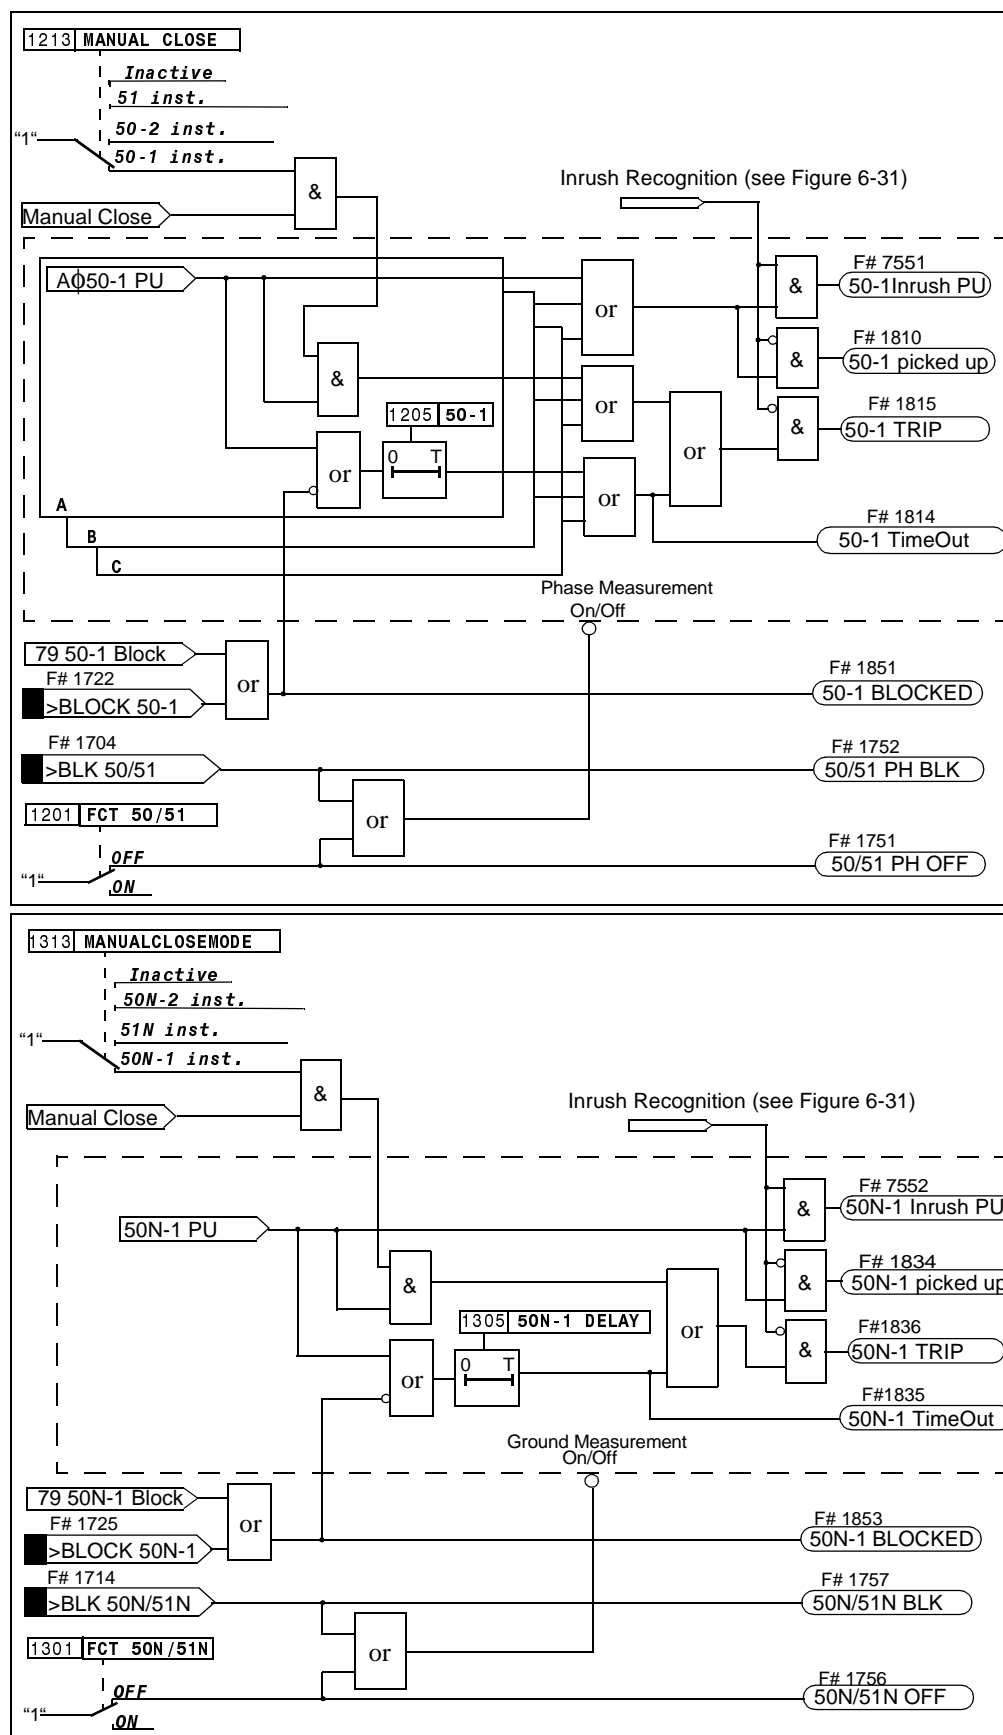 1213 MANUAL CLOSE
Inactive
51 inst.
50-2 inst.
"1"
50-1 inst.
&
Inrush Recognition (see Figure 6-31)
Manual Close
AΦ50-1 PU
F# 7551
& 50-1Inrush PU
or
F# 1810
& 50-1 picked up
&
1205 50-1
or
F# 1815
& 50-1 TRIP
or
0 T
or
or
A
F# 1814
50-1 TimeOut
B
C
Phase Measurement
On/Off
79 50-1 Block
F# 1722
>BLOCK 50-1
or
F# 1851
50-1 BLOCKED
F# 1704
>BLK 50/51
F# 1752
50/51 PH BLK
1201 FCT 50/51
or
F# 1751
50/51 PH OFF
OFF
"1"
ON
1313 MANUALCLOSEMODE
Inactive
50N-2 inst.
51N inst.
"1"
50N-1 inst.
&
Inrush Recognition (see Figure 6-31)
Manual Close
F# 7552
& 50N-1 Inrush PU
50N-1 PU
F# 1834
& 50N-1 picked up
&
1305 50N-1 DELAY
or
F#1836
& 50N-1 TRIP
or
0 T
F#1835
50N-1 TimeOut
Ground Measurement
On/Off
79 50N-1 Block
F# 1725
>BLOCK 50N-1
or
F# 1853
50N-1 BLOCKED
F# 1714
>BLK 50N/51N
F# 1757
50N/51N BLK
1301 FCT 50N/51N
or
F# 1756
50N/51N OFF
OFF
"1"
ON